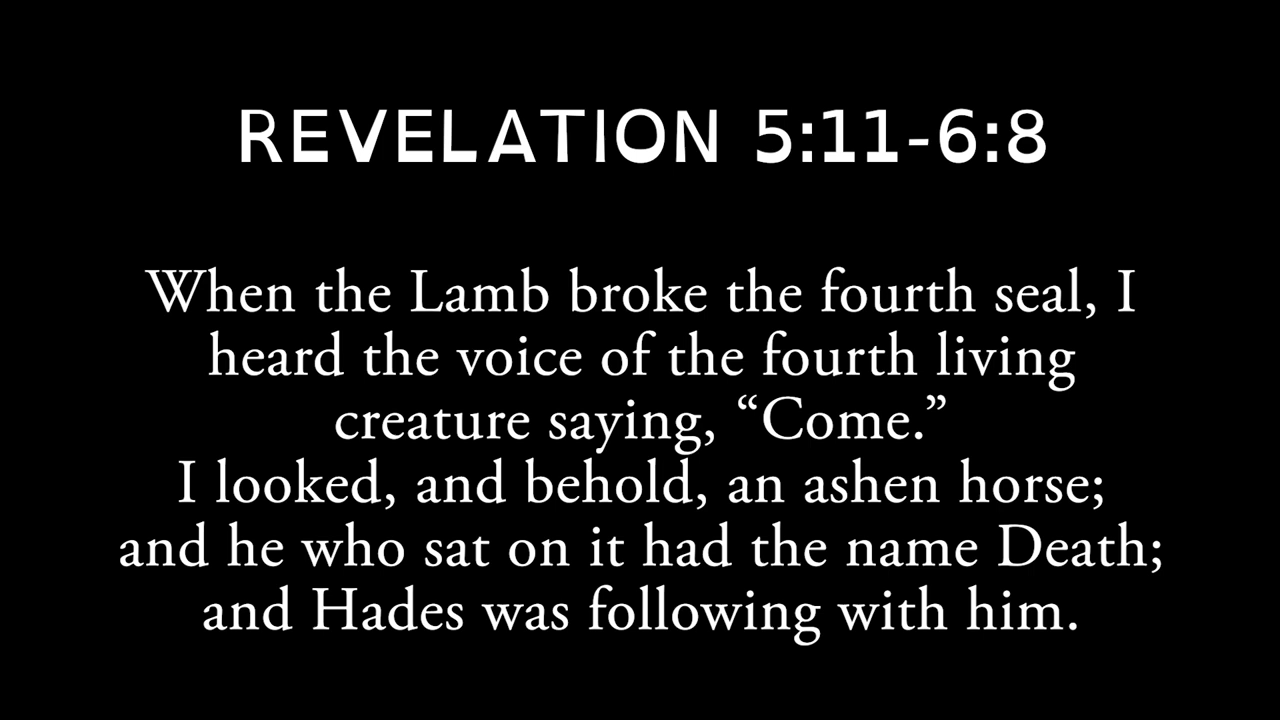 REVELATION 5:11-6:8
When the Lamb broke the fourth seal, I
heard the voice of the fourth living
creature saying, “Come.”
I looked, and behold, an ashen horse;
and he who sat on it had the name Death;
and Hades was following with him.